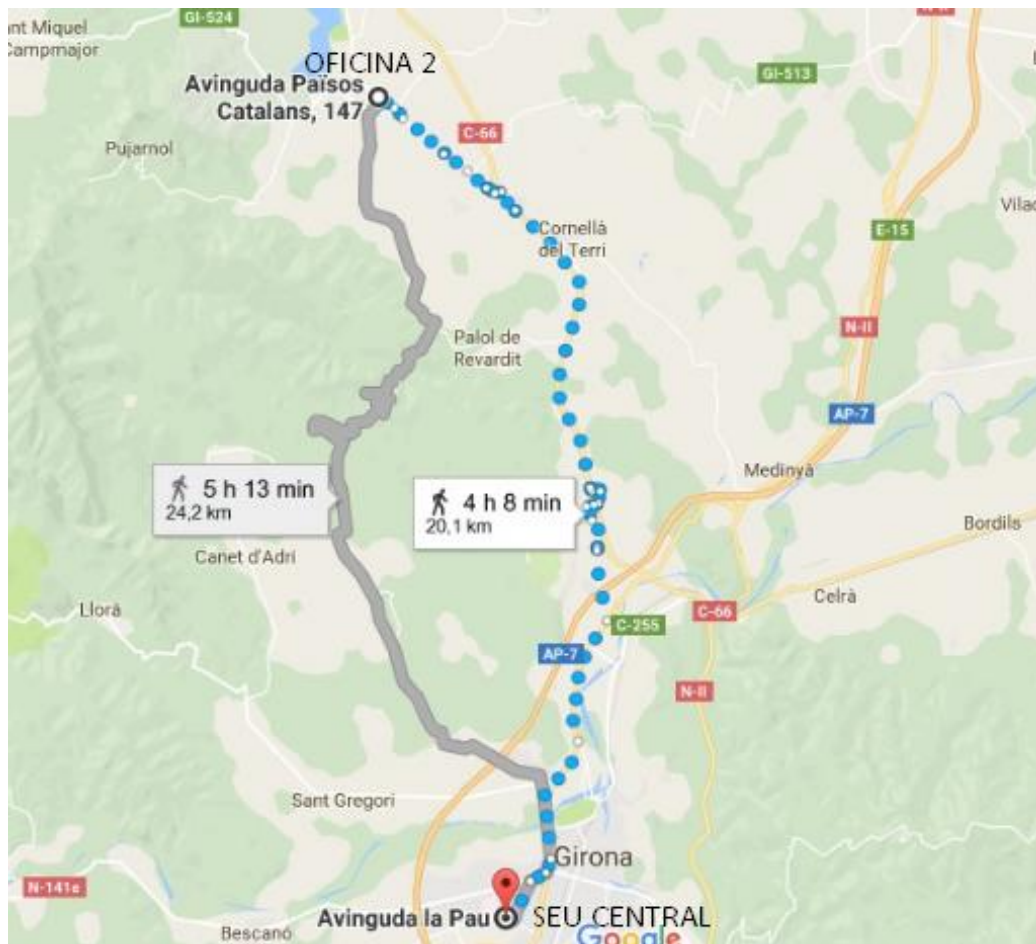 GI-524
nt Miquel
Campmajor
OFICINA 2
Avinguda Països
Catalans, 147
GI-513
C-66
Pujarnol
Vilad
Cornellà
del Terri
E-15
N-II
Palol de
Revardit
AP-7
Medinyà
5 h 13 min
24,2 km
4 h 8 min
20,1 km
Bordils
Canet d'Adri
Celrà
Llorà
C-66
C-255
AP-7
N-II
Sant Gregori
Girona
N-141e
Avinguda la Pau
SEU CENTRAL
Bescanó
Google